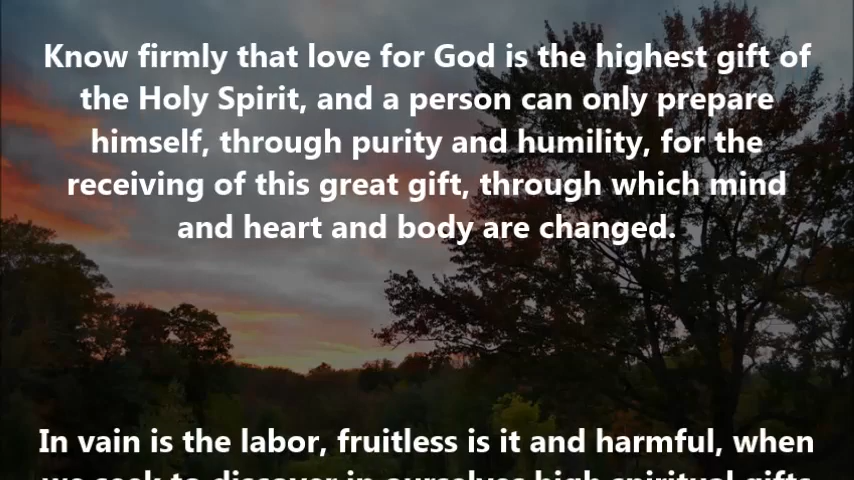 Know firmly that love for God is the highest gift of
the Holy Spirit, and a person can only prepare
himself, through purity and humility, for the
receiving of this great gift, through which mind
and heart and body are changed.
In vain is the labor, fruitless is it and harmful, when
we seek to discover in ourselves high spiritual gifts